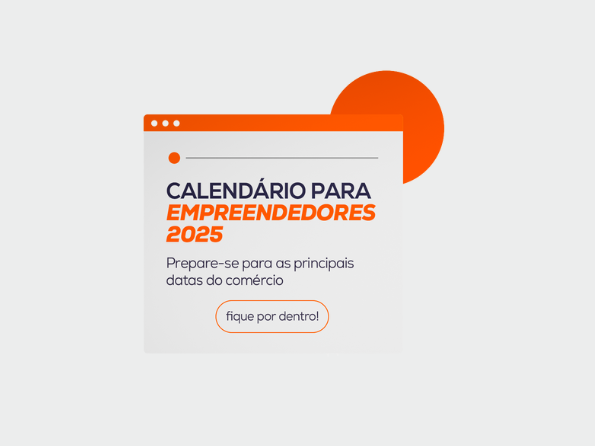 CALENDÁRIO PARA
EMPREENDEDORES
2025
Prepare-se para as principais
datas do comércio
fique por dentro!